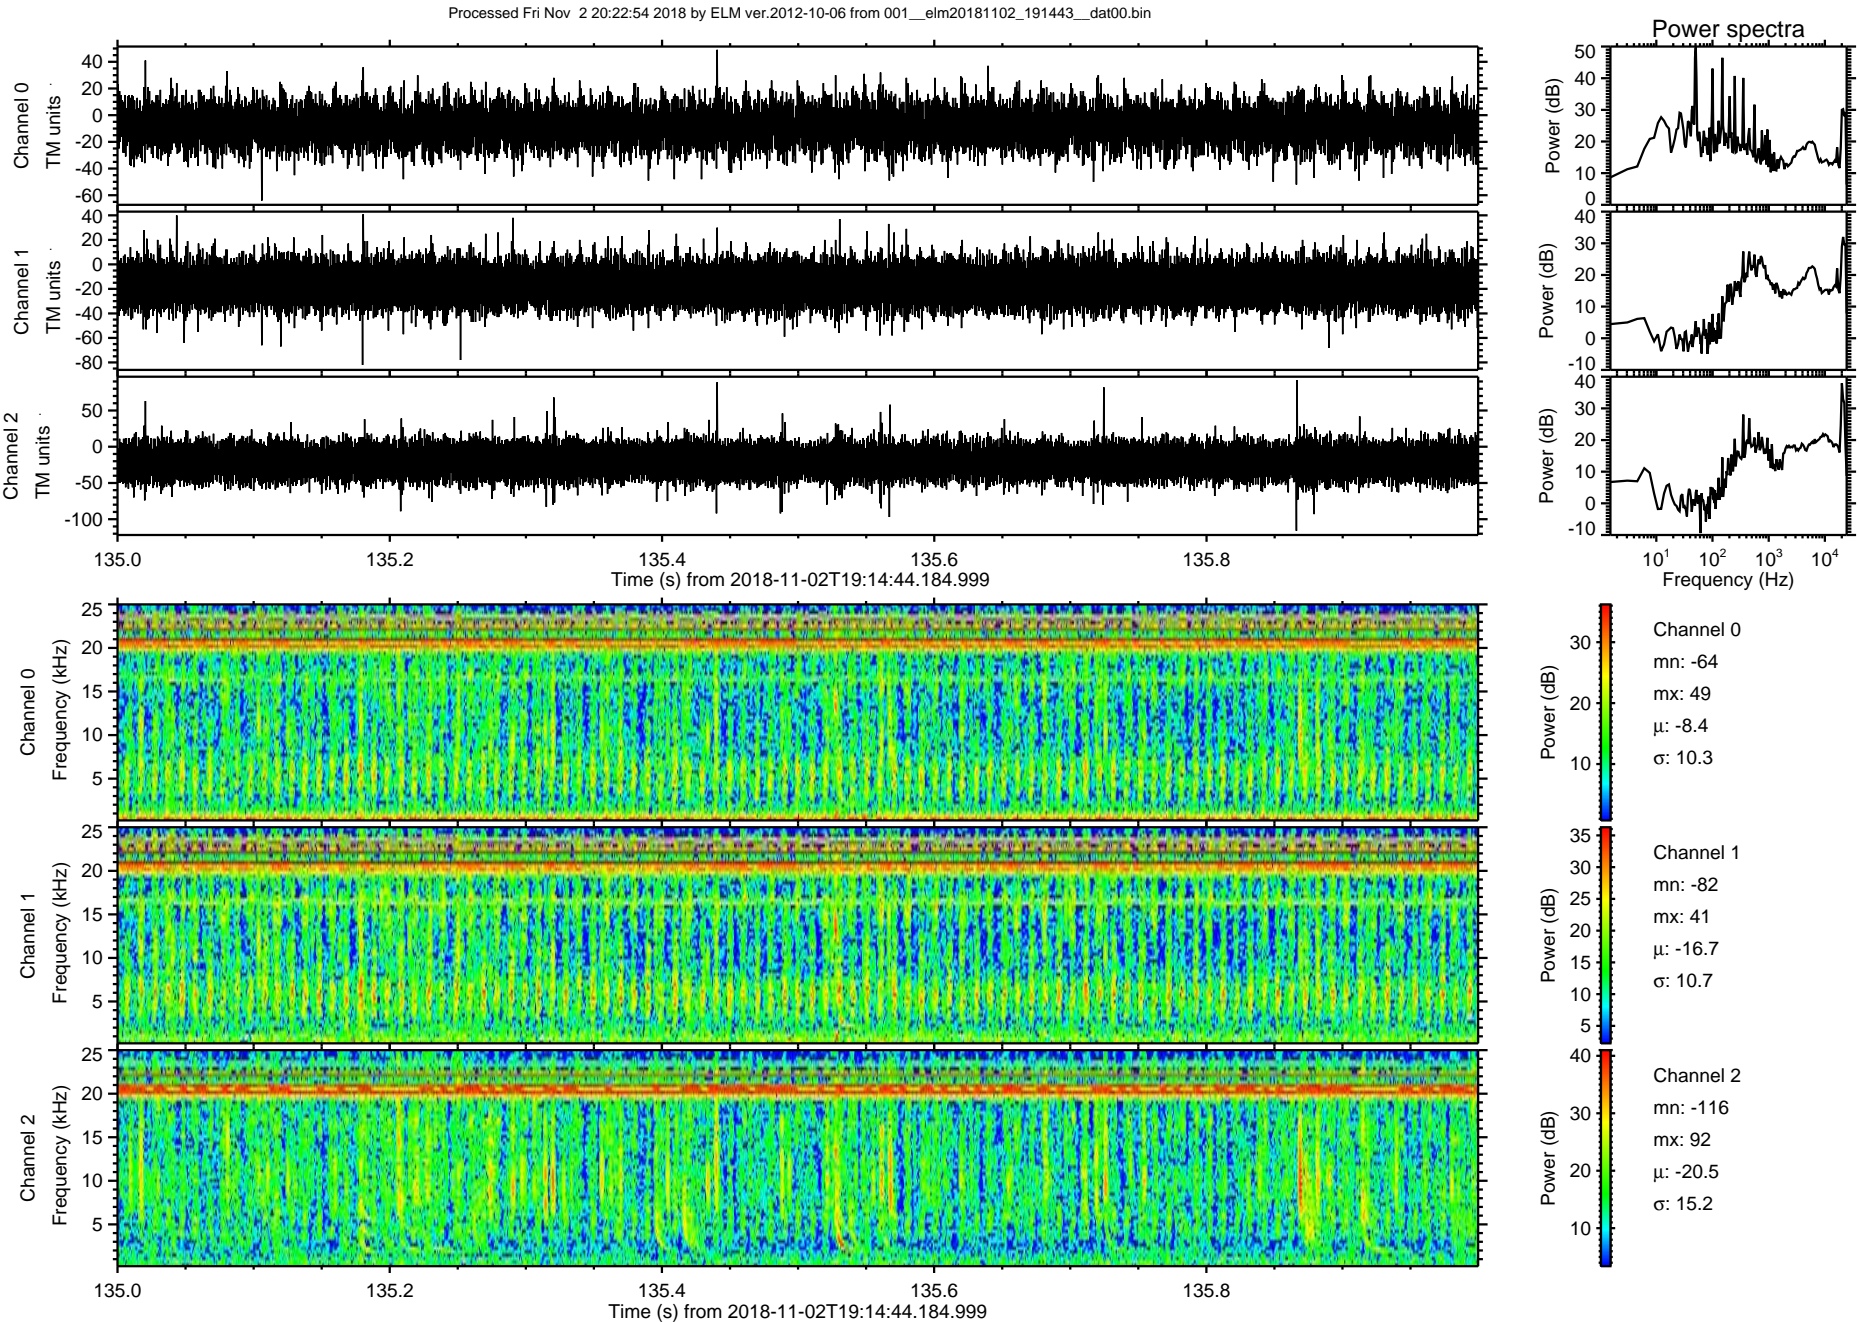 Processed Fri Nov  2 20:22:54 2018 by ELM ver.2012-10-06 from 001__elm20181102_191443__dat00.bin
Power spectra
Channel 0
TM units
40
20
0
-20
-40
-60
Power (dB)
50
40
30
20
10
0
Channel 1
TM units
40
20
0
-20
-40
-60
-80
Power (dB)
40
30
20
10
0
-10
Channel 2
TM units
50
0
-50
-100
Power (dB)
40
30
20
10
0
-10
135.0 135.2 135.4 135.6 135.8
Time (s) from 2018-11-02T19:14:44.184.999
10^1 10^2 10^3 10^4
Frequency (Hz)
Channel 0
Frequency (kHz)
25
20
15
10
5
Power (dB)
30
20
10
Channel 0
mn: -64
mx: 49
μ: -8.4
σ: 10.3
Channel 1
Frequency (kHz)
25
20
15
10
5
Power (dB)
35
30
25
20
15
10
5
Channel 1
mn: -82
mx: 41
μ: -16.7
σ: 10.7
Channel 2
Frequency (kHz)
25
20
15
10
5
Power (dB)
40
30
20
10
Channel 2
mn: -116
mx: 92
μ: -20.5
σ: 15.2
135.0 135.2 135.4 135.6 135.8
Time (s) from 2018-11-02T19:14:44.184.999